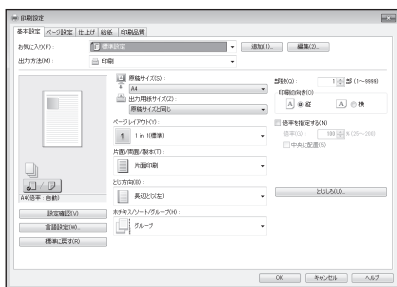 印刷設定
基本設定 ページ設定 仕上げ 給紙 印刷品質
お気に入り(F): 標準設定 追加(1)... 編集(2)...
出力方法(M): 印刷
原稿サイズ(S):
A4
出力用紙サイズ(Z):
原稿サイズと同じ
ページレイアウト(Y):
1 1 in 1(標準)
片面/両面/製本(T):
片面印刷
とじ方向(B):
長辺とじ(左)
ホチキス/ソート/グループ(H):
グループ
部数(Q): 1 部 (1~9999)
印刷向き(O)
A 縦 A 横
倍率を指定する(N)
倍率(G): 100 % (25~200)
中央に配置(6)
とじしろ(U)...
A4(倍率:自動)
設定確認(V)
言語設定(W)...
標準に戻す(R)
OK キャンセル ヘルプ